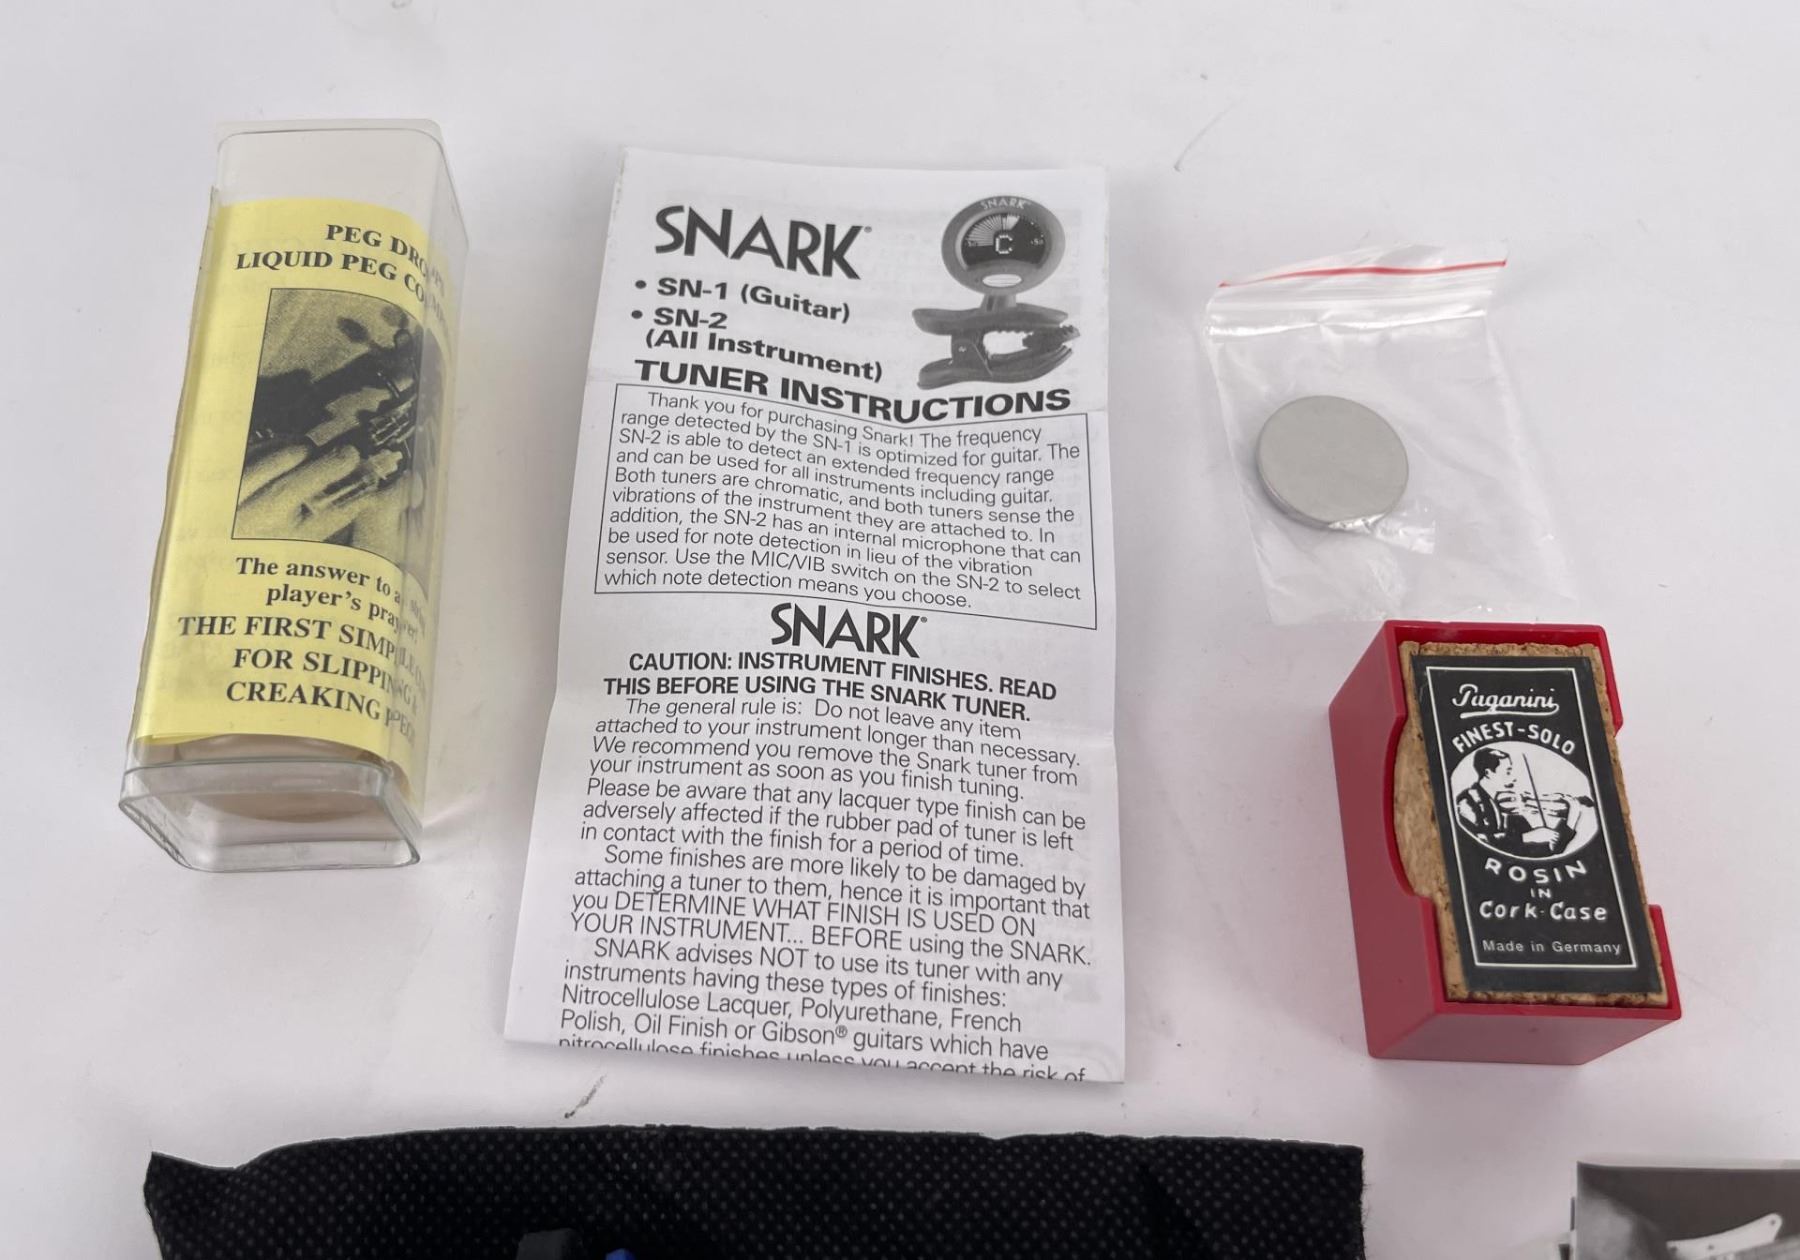 PEG DROPS
LIQUID PEG CO
The answer to a
player's prayer!
THE FIRST SIMPLE
FOR SLIPPING &
CREAKING PEGS
SNARK®
• SN-1 (Guitar)
• SN-2
(All Instrument)
TUNER INSTRUCTIONS
SNARK
C
Thank you for purchasing Snark! The frequency
range detected by the SN-1 is optimized for guitar. The
SN-2 is able to detect an extended frequency range
and can be used for all instruments including guitar.
Both tuners are chromatic, and both tuners sense the
vibrations of the instrument they are attached to. In
addition, the SN-2 has an internal microphone that can
be used for note detection in lieu of the vibration
sensor. Use the MIC/VIB switch on the SN-2 to select
which note detection means you choose.
SNARK®
CAUTION: INSTRUMENT FINISHES. READ
THIS BEFORE USING THE SNARK TUNER.
The general rule is: Do not leave any item
attached to your instrument longer than necessary.
We recommend you remove the Snark tuner from
your instrument as soon as you finish tuning.
Please be aware that any lacquer type finish can be
adversely affected if the rubber pad of tuner is left
in contact with the finish for a period of time.
Some finishes are more likely to be damaged by
attaching a tuner to them, hence it is important that
you DETERMINE WHAT FINISH IS USED ON
YOUR INSTRUMENT... BEFORE using the SNARK.
SNARK advises NOT to use its tuner with any
instruments having these types of finishes:
Nitrocellulose Lacquer, Polyurethane, French
Polish, Oil Finish or Gibson® guitars which have
nitrocellulose finishes unless you accept the risk of
Paganini
FINEST-SOLO
ROSIN
IN
Cork-Case
Made in Germany